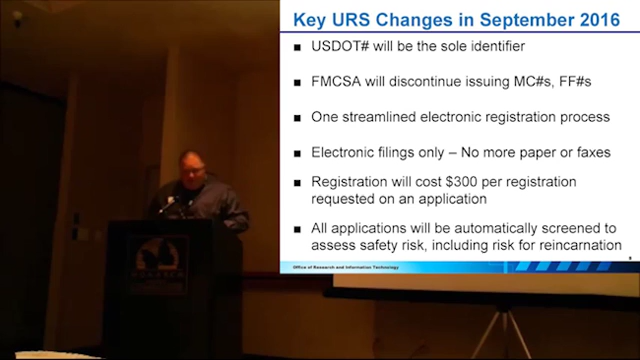 Key URS Changes in September 2016
■ USDOT# will be the sole identifier
■ FMCSA will discontinue issuing MC#s, FF#s
■ One streamlined electronic registration process
■ Electronic filings only – No more paper or faxes
■ Registration will cost $300 per registration
requested on an application
■ All applications will be automatically screened to
assess safety risk, including risk for reincarnation
Office of Research and Information Technology